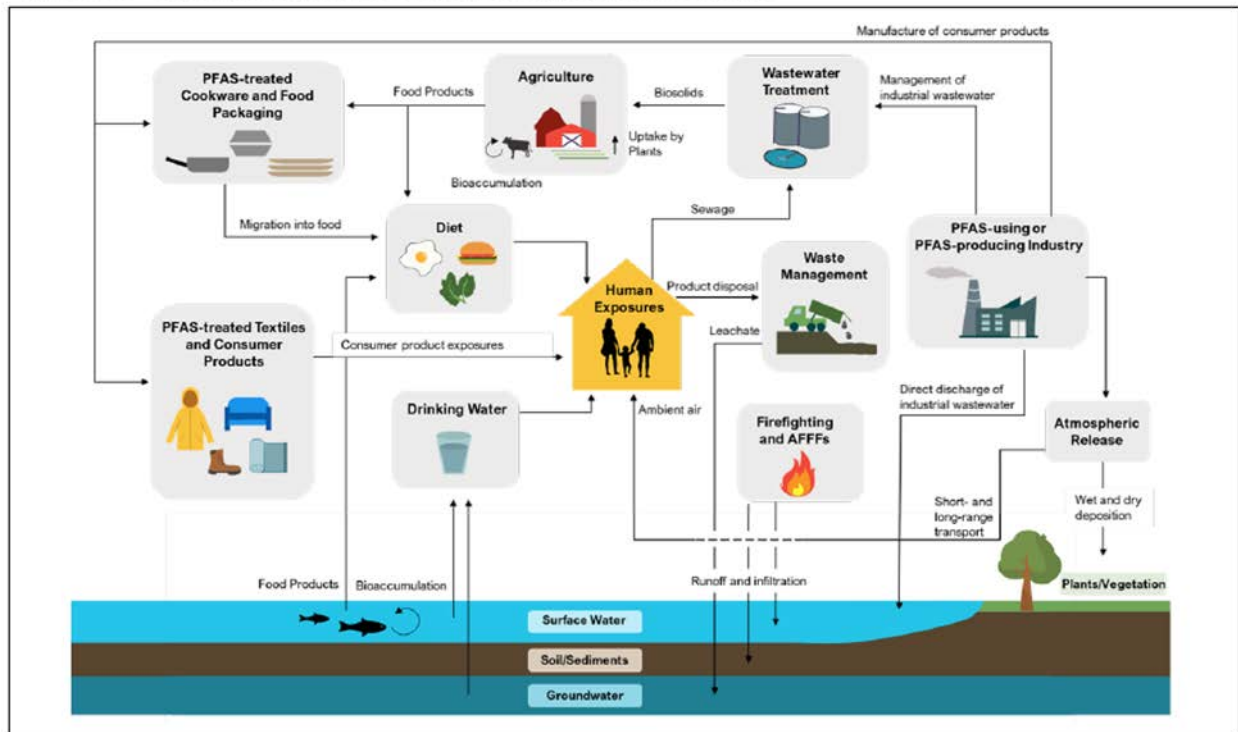 Manufacture of consumer products
PFAS-treated
Cookware and Food
Packaging
Food Products
Agriculture
Uptake by
Plants
Bioaccumulation
Biosolids
Wastewater
Treatment
Management of
industrial wastewater
Migration into food
Diet
Sewage
PFAS-using or
PFAS-producing Industry
Human
Exposures
Product disposal
Waste
Management
Leachate
PFAS-treated Textiles
and Consumer
Products
Consumer product exposures
Drinking Water
Ambient air
Firefighting
and AFFFs
Direct discharge of
industrial wastewater
Atmospheric
Release
Short- and
long-range
transport
Wet and dry
deposition
Food Products
Bioaccumulation
Runoff and infiltration
Plants/Vegetation
Surface Water
Soil/Sediments
Groundwater